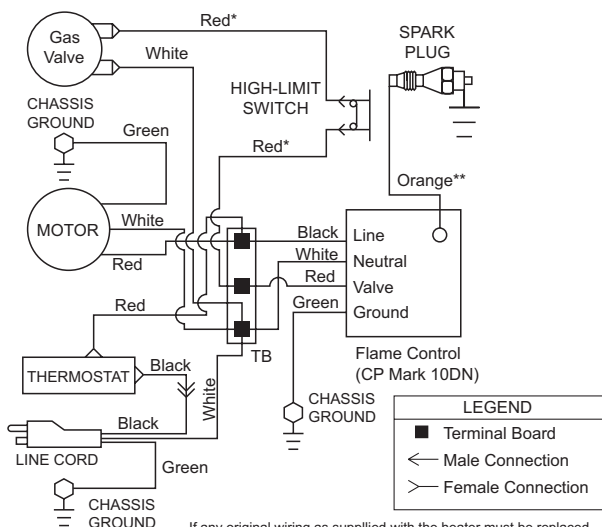 Red*
Gas
Valve
White
SPARK
PLUG
HIGH-LIMIT
SWITCH
CHASSIS
GROUND
Green
Red*
Orange**
MOTOR
White
Red
Black
Line
White
Neutral
Red
Valve
Green
Ground
TB
Flame Control
(CP Mark 10DN)
Red
THERMOSTAT
Black
White
Black
LINE CORD
Green
CHASSIS
GROUND
CHASSIS
GROUND
LEGEND
Terminal Board
Male Connection
Female Connection
If any original wiring as suppllied with the heater must be replaced,